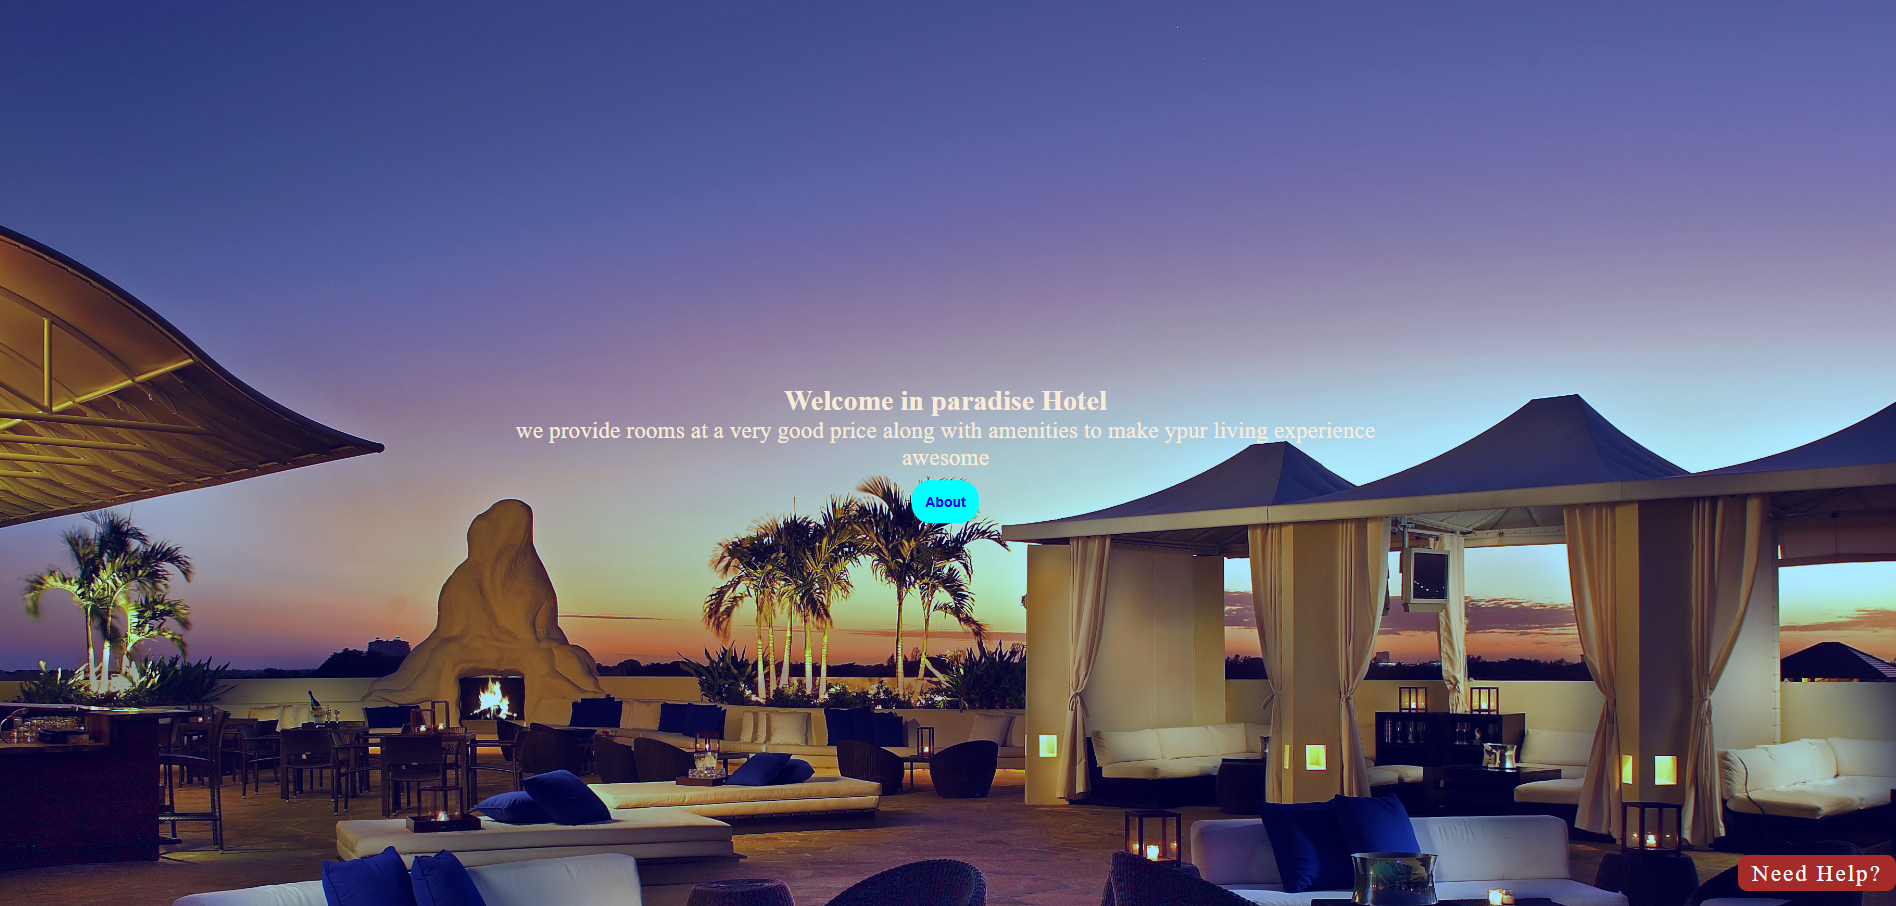 Welcome in paradise Hotel
we provide rooms at a very good price along with amenities to make ypur living experience
awesome
About
Need Help?